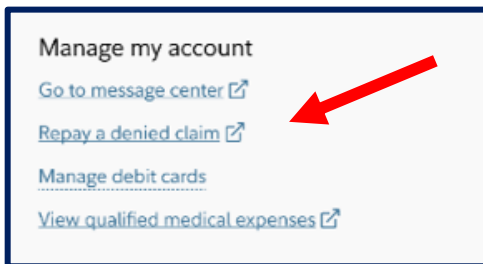 Manage my account
Go to message center
Repay a denied claim
Manage debit cards
View qualified medical expenses